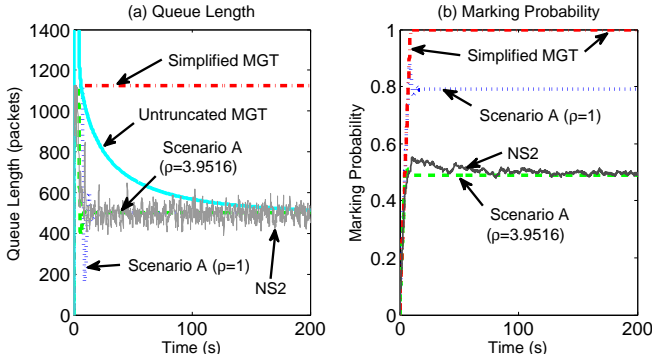 (a) Queue Length
Queue Length (packets)
1400
1200
1000
800
600
400
200
0
0
100
200
Time (s)
Simplified MGT
Untruncated MGT
Scenario A
(ρ=3.9516)
Scenario A (ρ=1)
NS2
(b) Marking Probability
Marking Probability
1
0.8
0.6
0.4
0.2
0
0
100
200
Time (s)
Simplified MGT
Scenario A (ρ=1)
NS2
Scenario A
(ρ=3.9516)